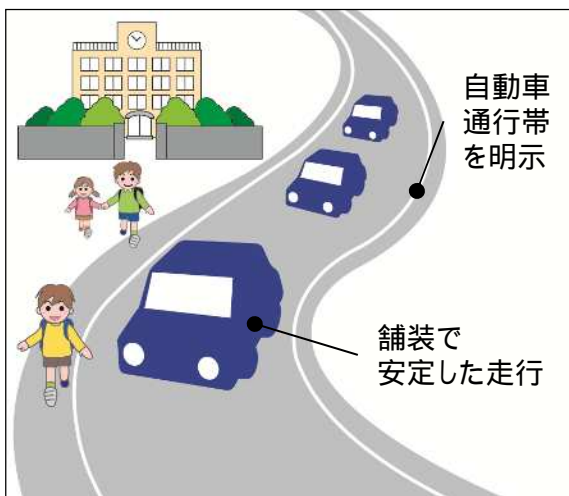 自動車
通行帯
を明示
舗装で
安定した走行